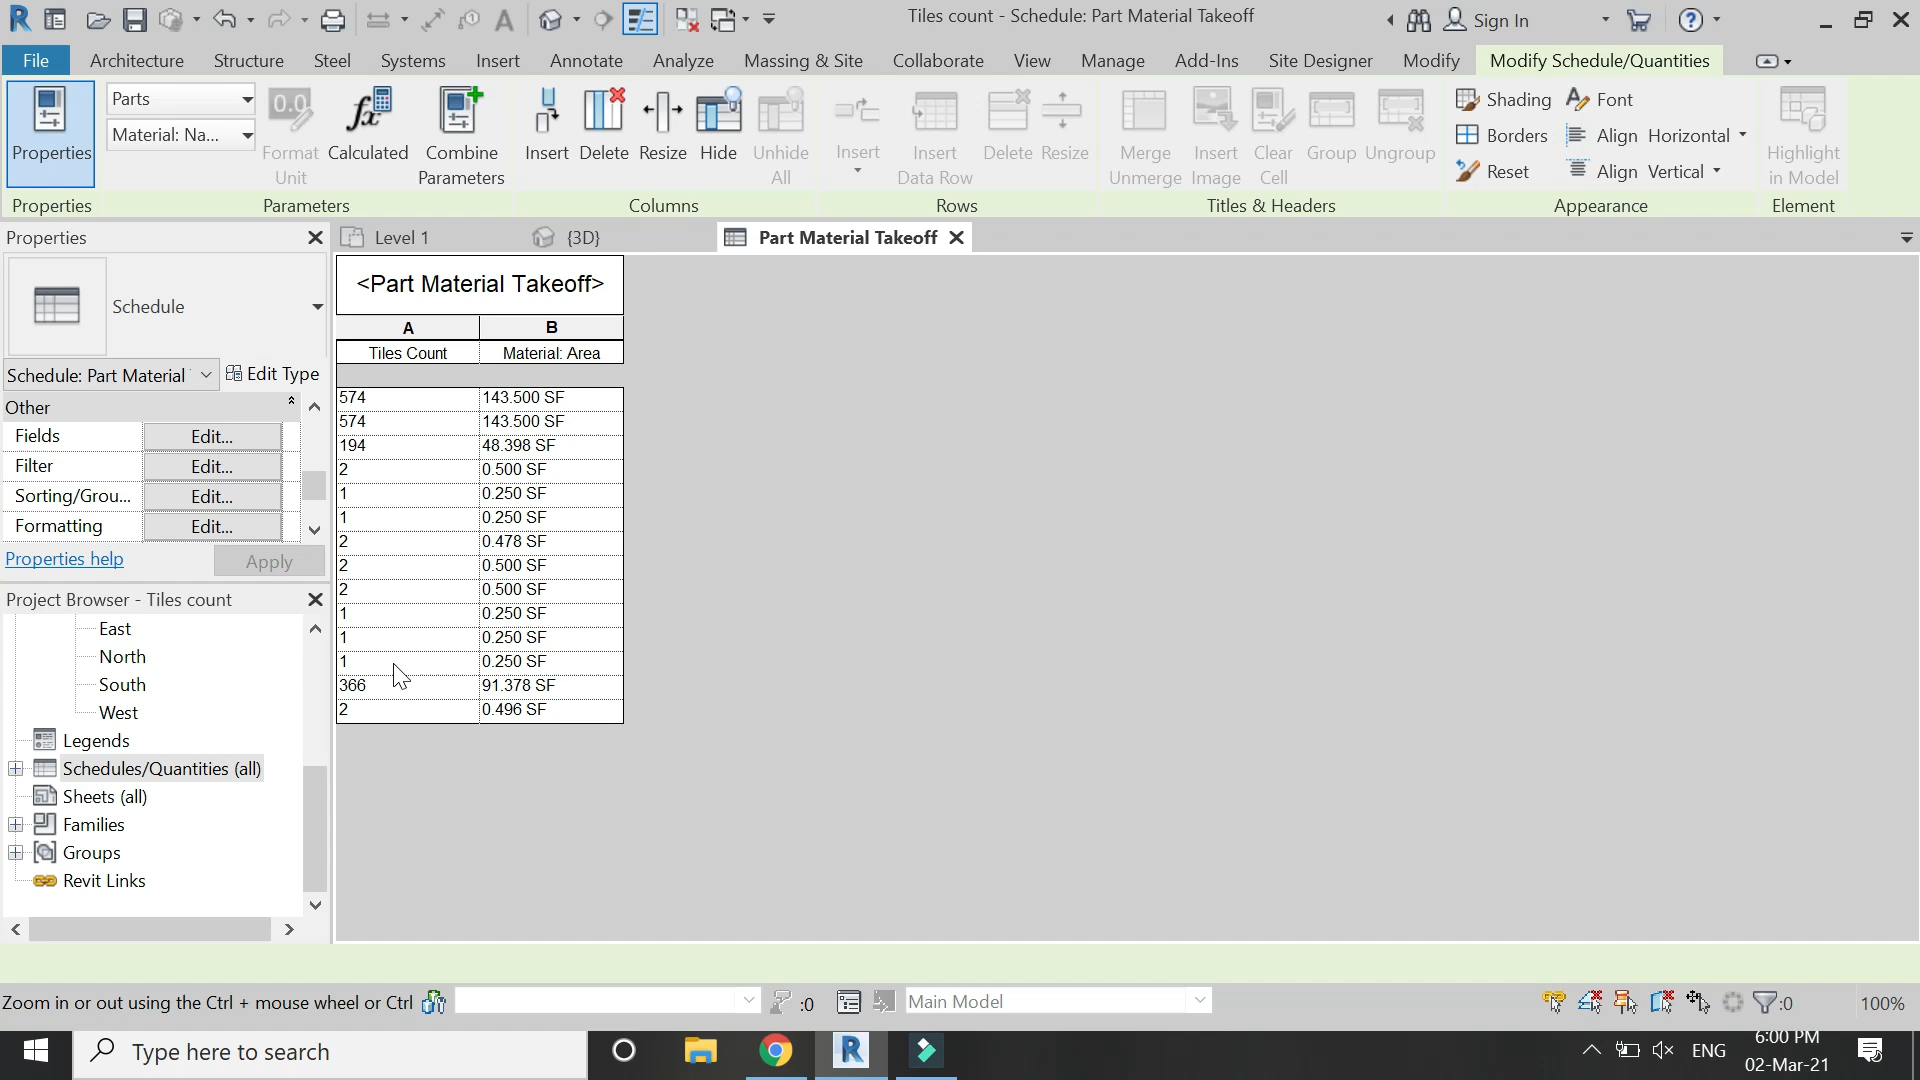 Tiles count - Schedule: Part Material Takeoff
Sign In
File Architecture Structure Steel Systems Insert Annotate Analyze Massing & Site Collaborate View Manage Add-Ins Site Designer Modify Modify Schedule/Quantities
Properties
Parts
Material: Na...
0.0
Format Unit
Calculated
Combine Parameters
Insert
Delete
Resize
Hide
Unhide All
Insert
Insert Data Row
Delete
Resize
Merge Unmerge
Insert Image
Clear Cell
Group
Ungroup
Shading
Borders
Reset
Font
Align Horizontal
Align Vertical
Highlight in Model
Properties Parameters Columns Rows Titles & Headers Appearance Element
Properties
Level 1
{3D}
Part Material Takeoff
Schedule
Schedule: Part Material
Edit Type
Other
Fields Edit...
Filter Edit...
Sorting/Grou... Edit...
Formatting Edit...
Properties help
Apply
Project Browser - Tiles count
East
North
South
West
Legends
Schedules/Quantities (all)
Sheets (all)
Families
Groups
Revit Links
<Part Material Takeoff>
A B
Tiles Count Material: Area
574 143.500 SF
574 143.500 SF
194 48.398 SF
2 0.500 SF
1 0.250 SF
1 0.250 SF
2 0.478 SF
2 0.500 SF
2 0.500 SF
1 0.250 SF
1 0.250 SF
1 0.250 SF
366 91.378 SF
2 0.496 SF
Zoom in or out using the Ctrl + mouse wheel or Ctrl
:0
Main Model
:0
100%
Type here to search
ENG
6:00 PM
02-Mar-21